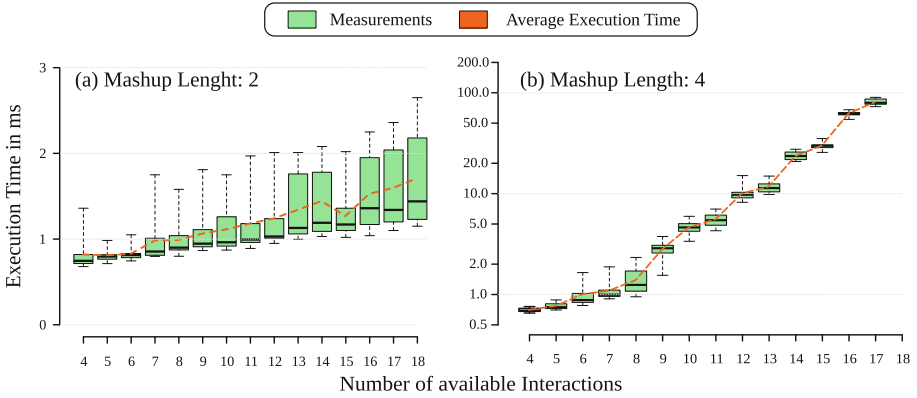 Measurements Average Execution Time
(a) Mashup Lenght: 2
(b) Mashup Length: 4
Execution Time in ms
3
2
1
0
200.0
100.0
50.0
20.0
10.0
5.0
2.0
1.0
0.5
4 5 6 7 8 9 10 11 12 13 14 15 16 17 18
4 5 6 7 8 9 10 11 12 13 14 15 16 17 18
Number of available Interactions